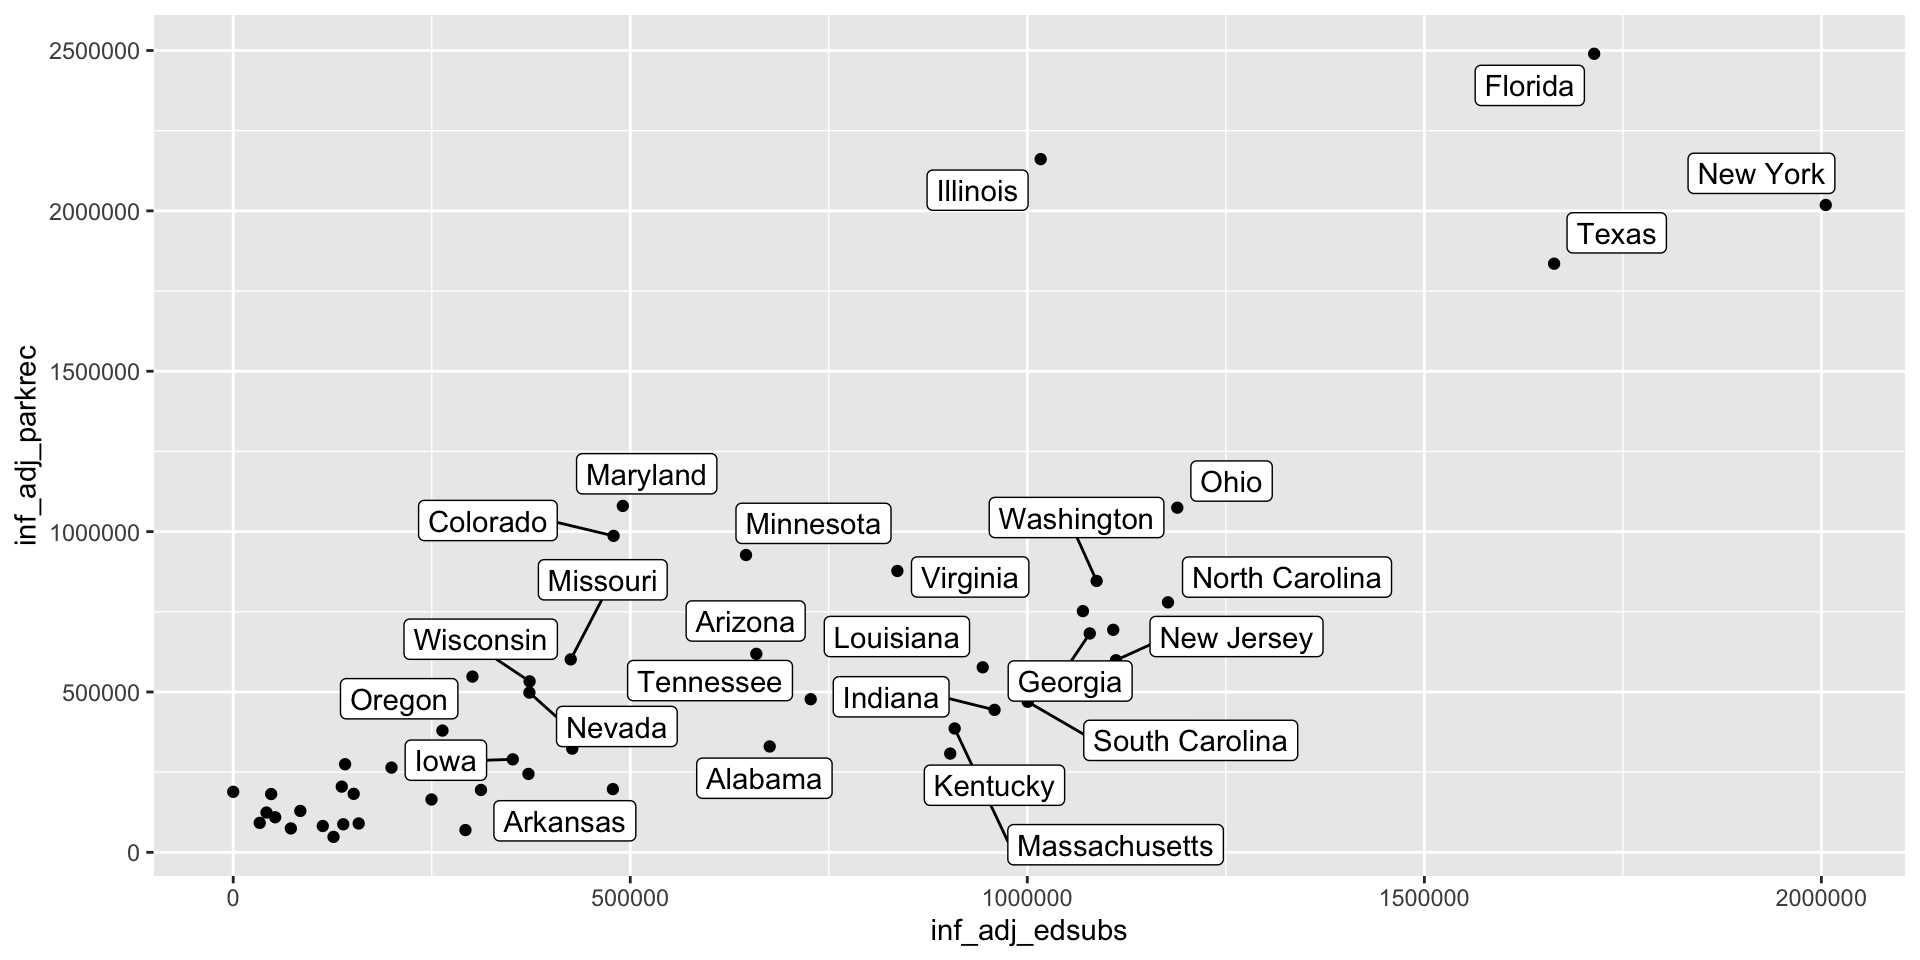 2500000
Florida
New York
Illinois
2000000
Texas
1500000
inf_adj_parkrec
Maryland
Ohio
Colorado
Minnesota
Washington
1000000
Missouri
Virginia
North Carolina
Arizona
Wisconsin
Louisiana
New Jersey
Tennessee
Georgia
500000
Oregon
Indiana
Nevada
South Carolina
Iowa
Alabama
Kentucky
Arkansas
Massachusetts
0
0
500000
1000000
1500000
2000000
inf_adj_edsubs